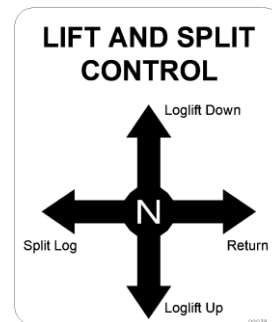 LIFT AND SPLIT
CONTROL
Loglift Down
N
Split Log
Return
Loglift Up